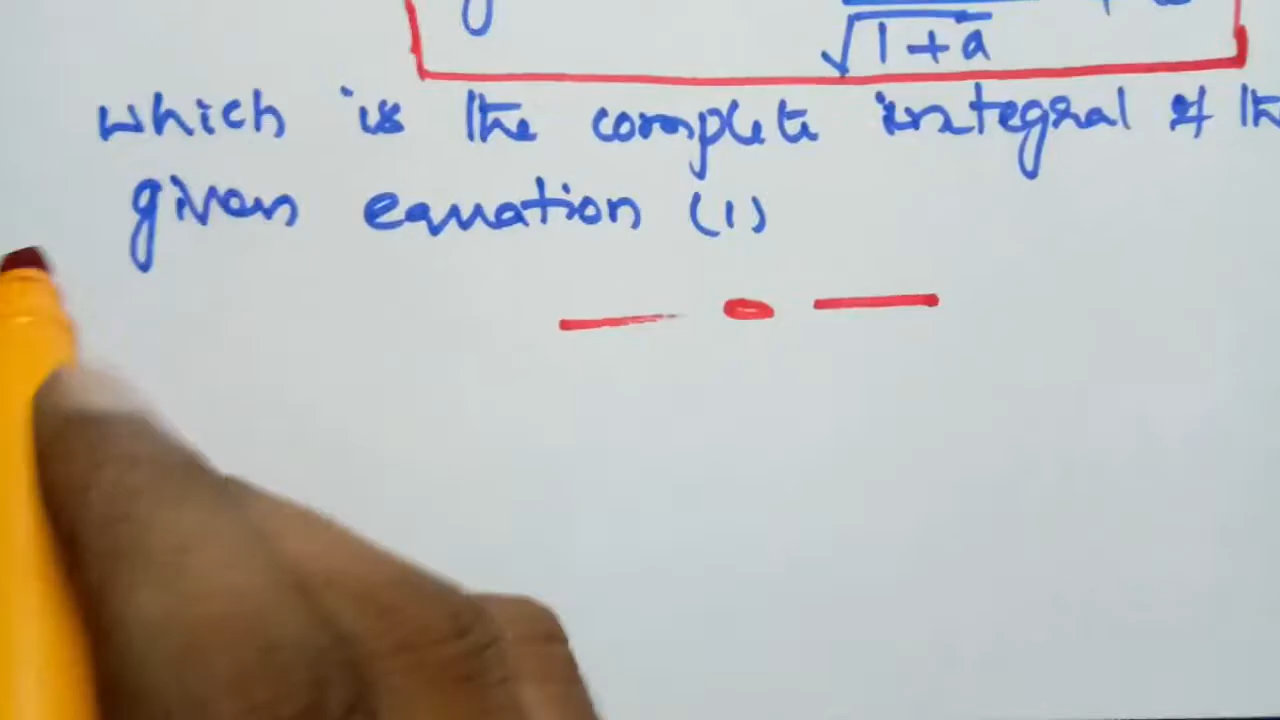 √1+a
which is the complete integral of the
given equation (1)